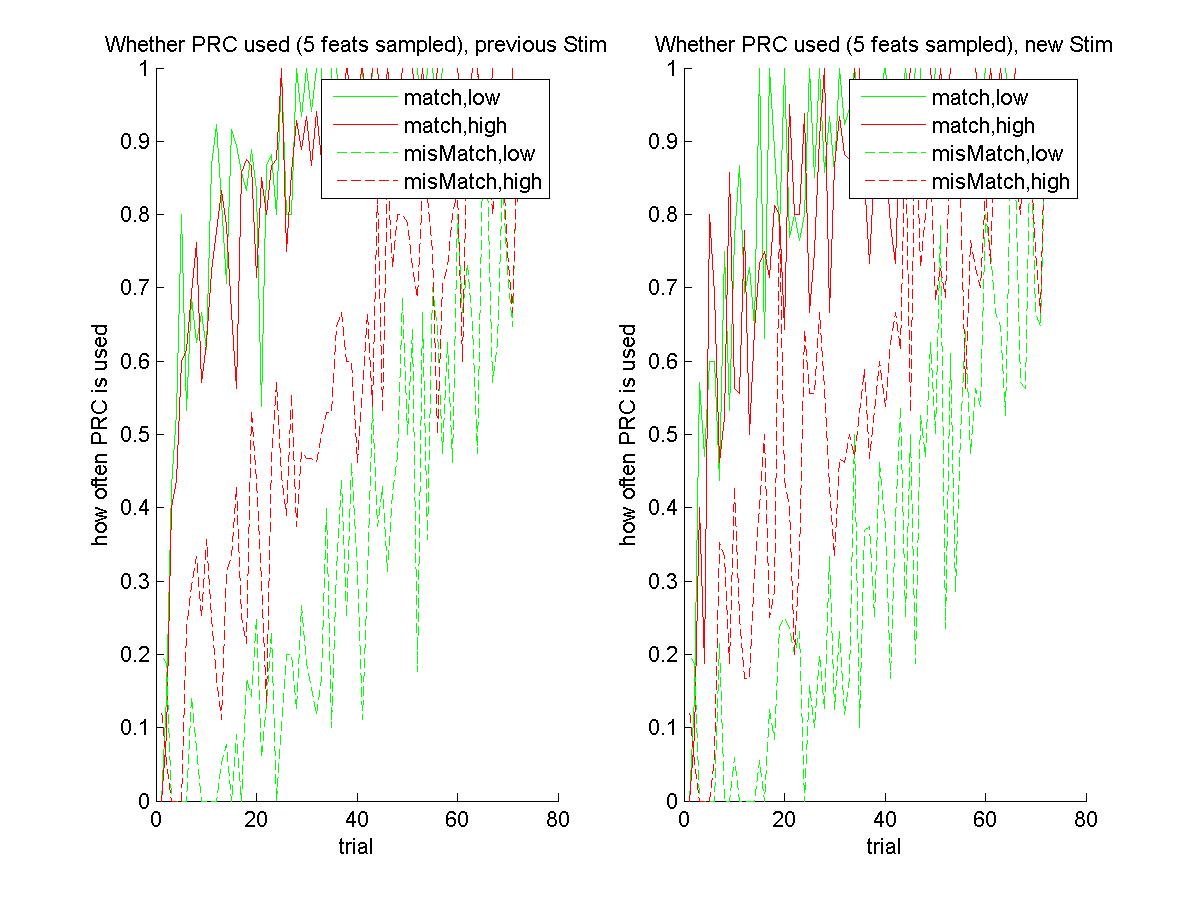 Whether PRC used (5 feats sampled), previous Stim
1
0.9
0.8
0.7
0.6
0.5
0.4
0.3
0.2
0.1
0
how often PRC is used
match,low
match,high
misMatch,low
misMatch,high
0 20 40 60 80
trial
Whether PRC used (5 feats sampled), new Stim
1
0.9
0.8
0.7
0.6
0.5
0.4
0.3
0.2
0.1
0
how often PRC is used
match,low
match,high
misMatch,low
misMatch,high
0 20 40 60 80
trial